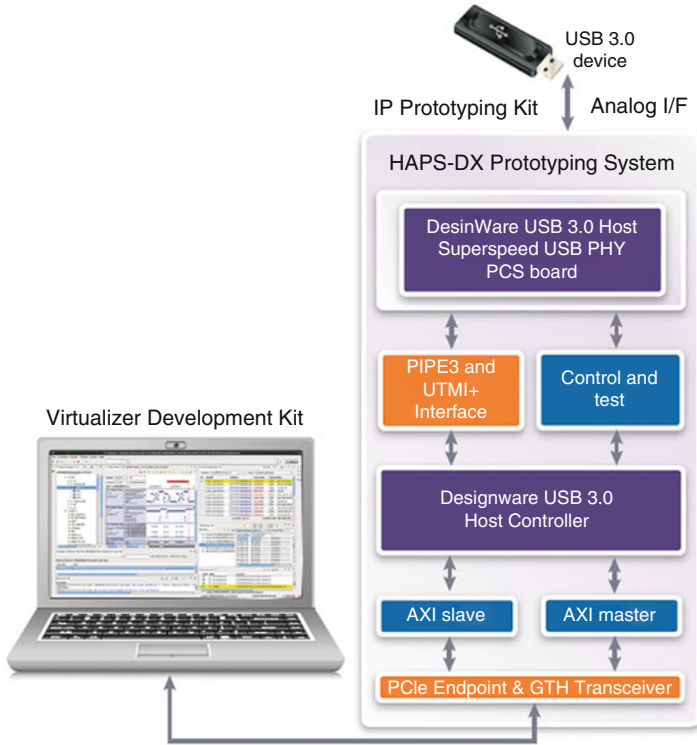 USB 3.0
device
IP Prototyping Kit
Analog I/F
HAPS-DX Prototyping System
DesinWare USB 3.0 Host
Superspeed USB PHY
PCS board
PIPE3 and
UTMI+
Interface
Control and
test
Virtualizer Development Kit
Designware USB 3.0
Host Controller
AXI slave
AXI master
PCle Endpoint & GTH Transceiver